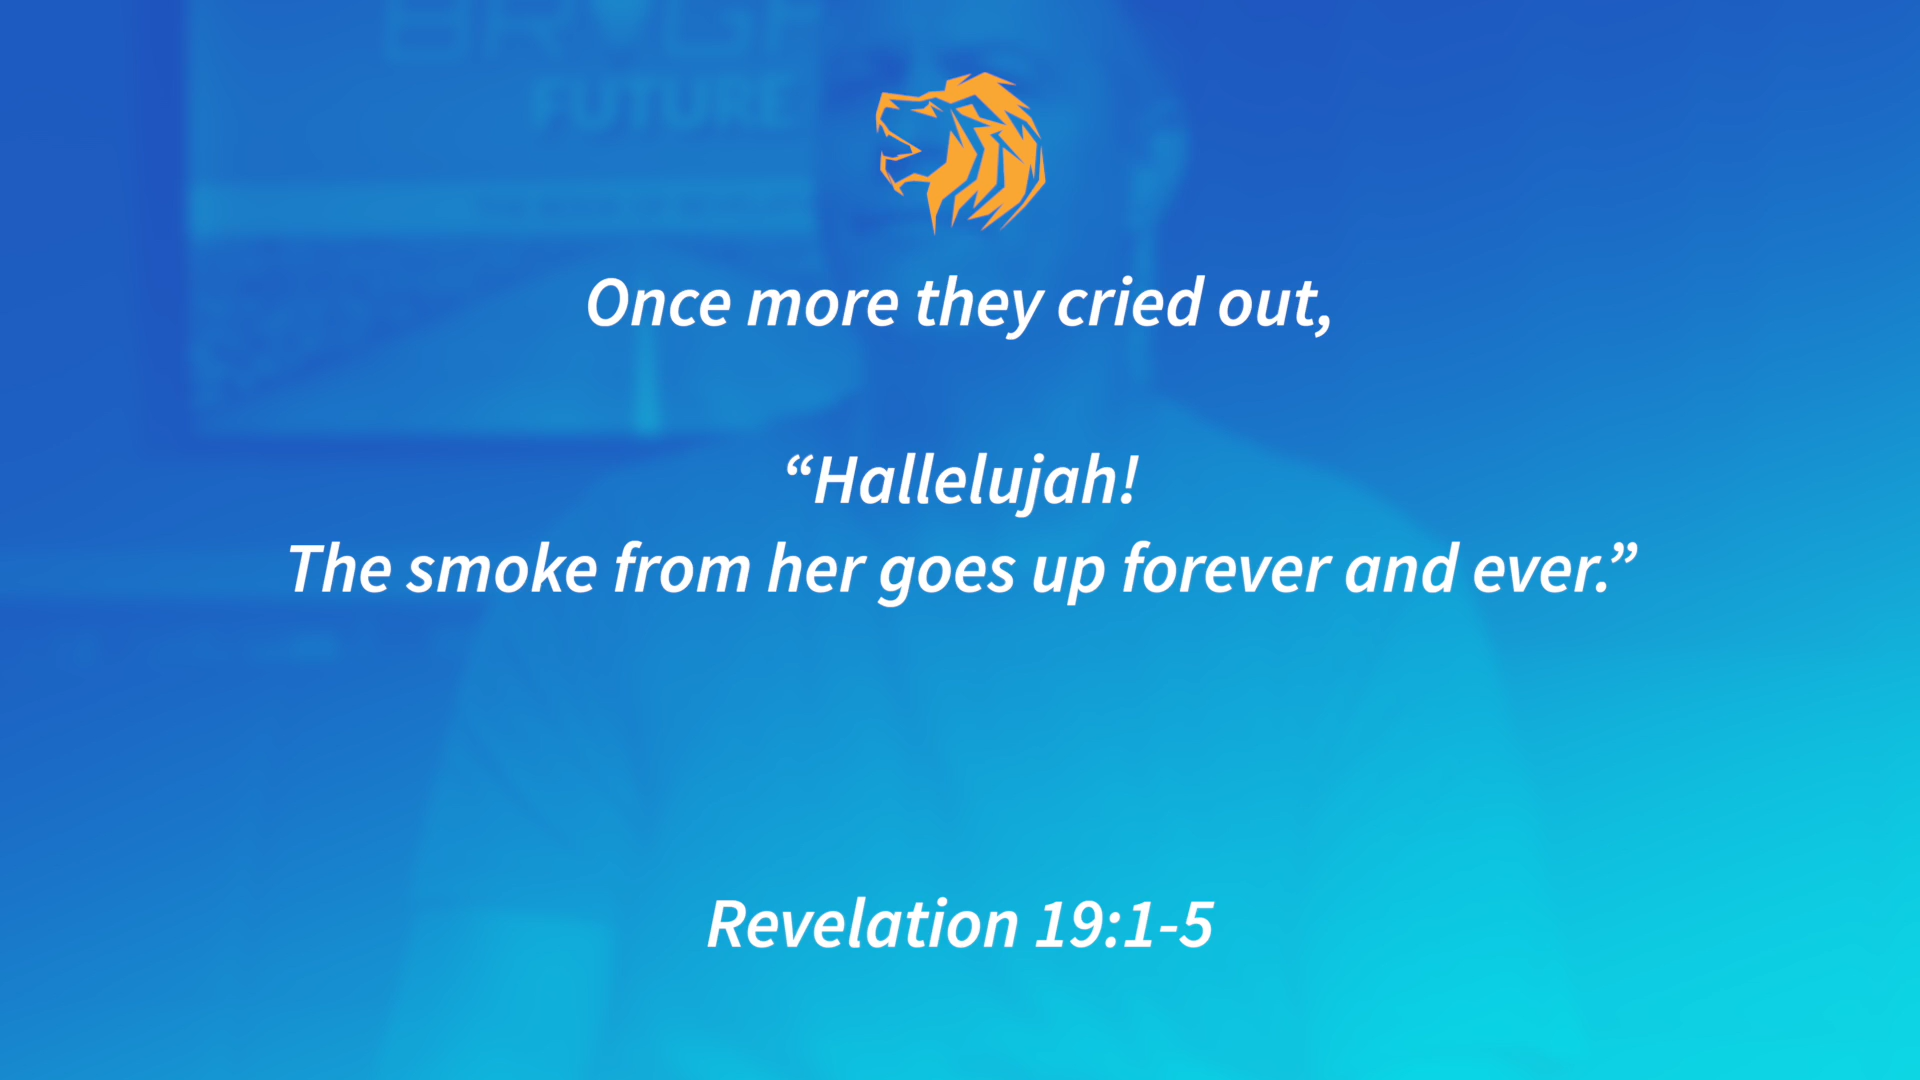 FUTURE
Once more they cried out,
“Hallelujah!
The smoke from her goes up forever and ever.”
Revelation 19:1-5